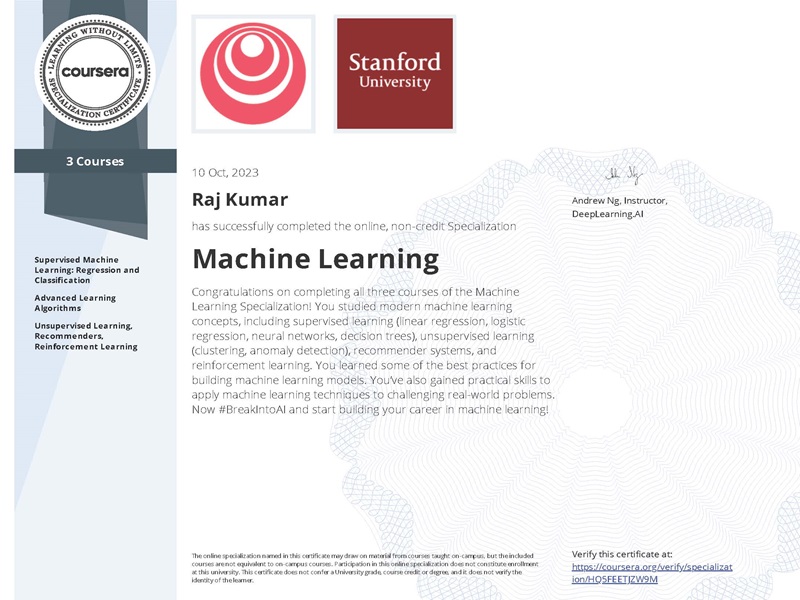 LEARNING WITHOUT LIMITS
coursera
SPECIALIZATION CERTIFICATE
3 Courses
Supervised Machine
Learning: Regression and
Classification
Advanced Learning
Algorithms
Unsupervised Learning,
Recommenders,
Reinforcement Learning
Stanford
University
10 Oct, 2023
Raj Kumar
has successfully completed the online, non-credit Specialization
Machine Learning
Congratulations on completing all three courses of the Machine
Learning Specialization! You studied modern machine learning
concepts, including supervised learning (linear regression, logistic
regression, neural networks, decision trees), unsupervised learning
(clustering, anomaly detection), recommender systems, and
reinforcement learning. You learned some of the best practices for
building machine learning models. You’ve also gained practical skills to
apply machine learning techniques to challenging real-world problems.
Now #BreakIntoAI and start building your career in machine learning!
Andrew Ng, Instructor,
DeepLearning.AI
The online specialization named in this certificate may draw on material from courses taught on-campus, but the included
courses are not equivalent to on-campus courses. Participation in this online specialization does not constitute enrollment
at this university. This certificate does not confer a University grade, course credit or degree, and it does not verify the
identity of the learner.
Verify this certificate at:
https://coursera.org/verify/specializat
ion/HQSFEETJZW9M